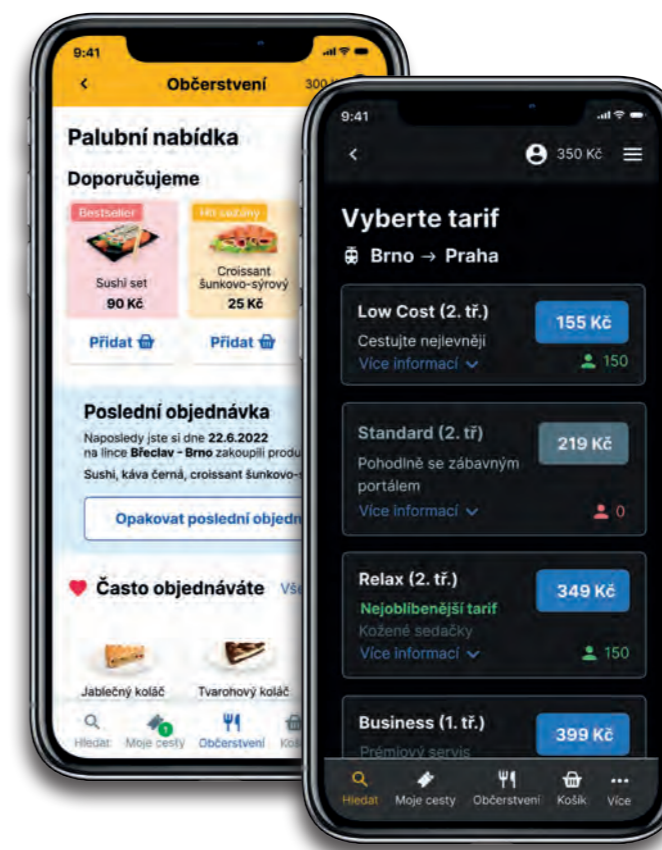 9:41
Občerstvení
Palubní nabídka
Doporučujeme
Bestseller
Hit sezóny
Sushi set
90 Kč
Croissant
šunkovo-sýrový
25 Kč
Přidat
Přidat
Poslední objednávka
Naposledy jste si dne 22.6.2022
na lince Břeclav - Brno zakoupili
Sushi, káva černá, croissant
Opakovat poslední
Často objednáváte
Jablečný koláč
Tvarohový koláč
1
Hledat
Moje cesty
Občerstvení
9:41
350 Kč
Vyberte tarif
Brno → Praha
Low Cost (2. tř.)
155 Kč
Cestujte nejlevněji
Více informací
150
Standard (2. tř)
219 Kč
Pohodlně se zábavným
portálem
Více informací
0
Relax (2. tř.)
349 Kč
Nejoblíbenější tarif
Kožené sedačky
Více informací
150
Business (1. tř.)
399 Kč
Prémiový servis
Hledat
Moje cesty
Občerstvení
Košík
Více